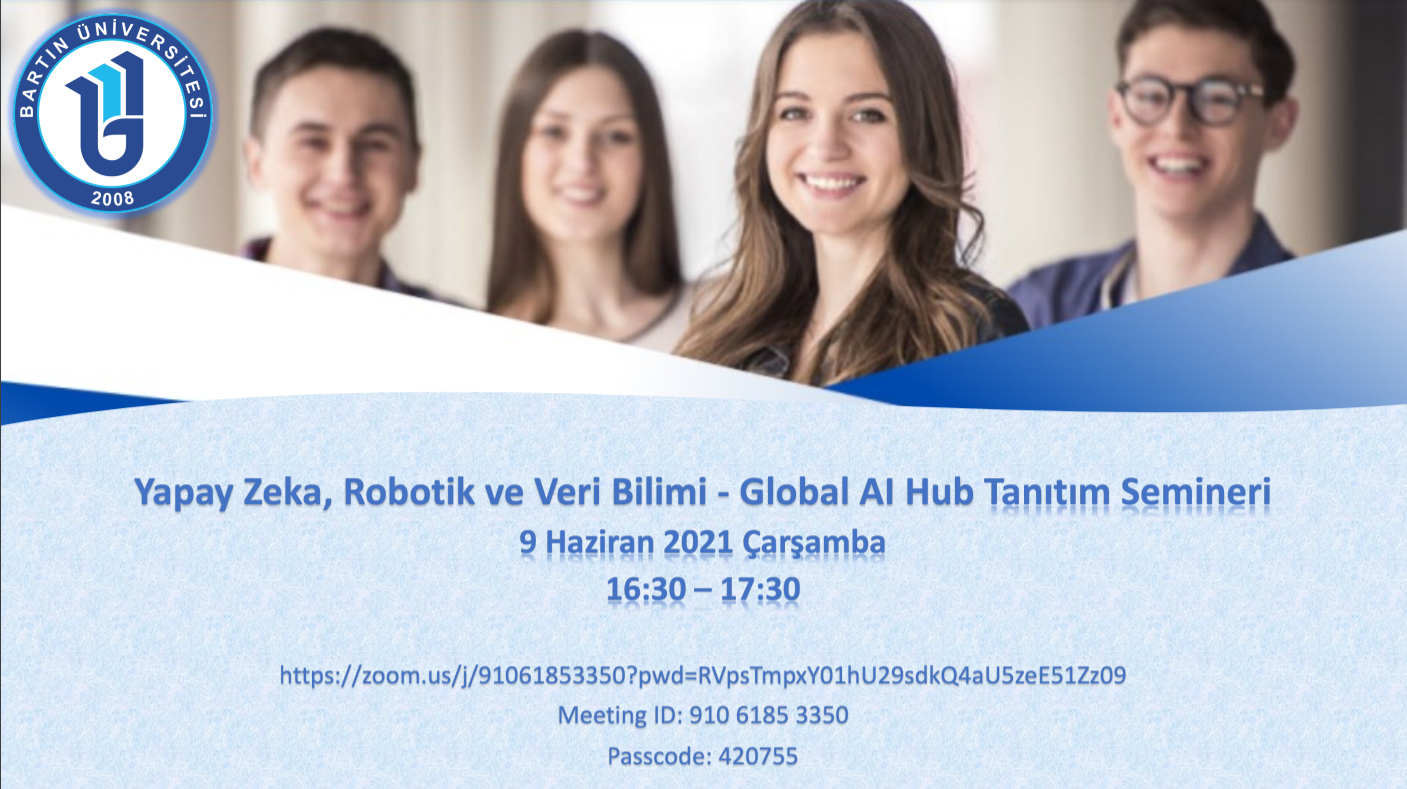 BARTIN ÜNİVERSİTESİ
2008
Yapay Zeka, Robotik ve Veri Bilimi - Global AI Hub Tanıtım Semineri
9 Haziran 2021 Çarşamba
16:30 – 17:30
https://zoom.us/j/91061853350?pwd=RVpsTmpxY01hU29sdkQ4aU5zeE51Zz09
Meeting ID: 910 6185 3350
Passcode: 420755